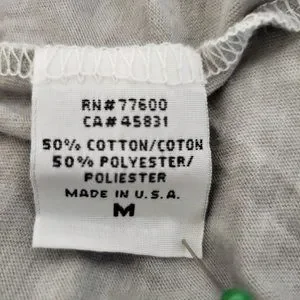 RN#77600
CA#45831
50% COTTON/COTON
50% POLYESTER/
POLIESTER
MADE IN U.S.A.
M